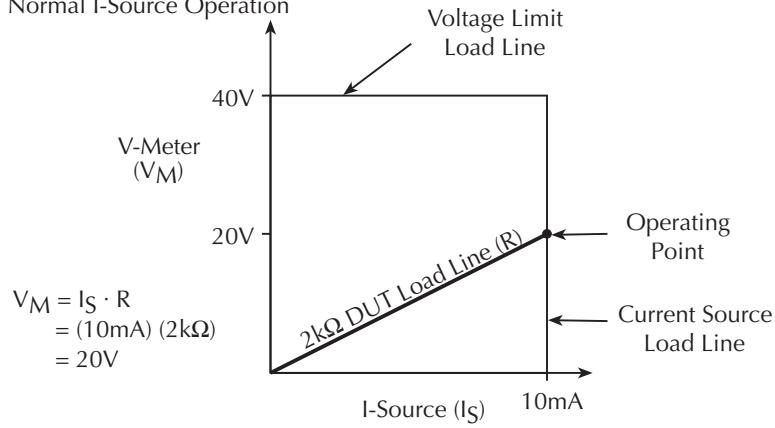 Normal I-Source Operation
Voltage Limit
Load Line
40V
V-Meter
(VM)
20V
Operating
Point
2kΩ DUT Load Line (R)
VM = IS · R
= (10mA) (2kΩ)
= 20V
Current Source
Load Line
I-Source (IS)
10mA